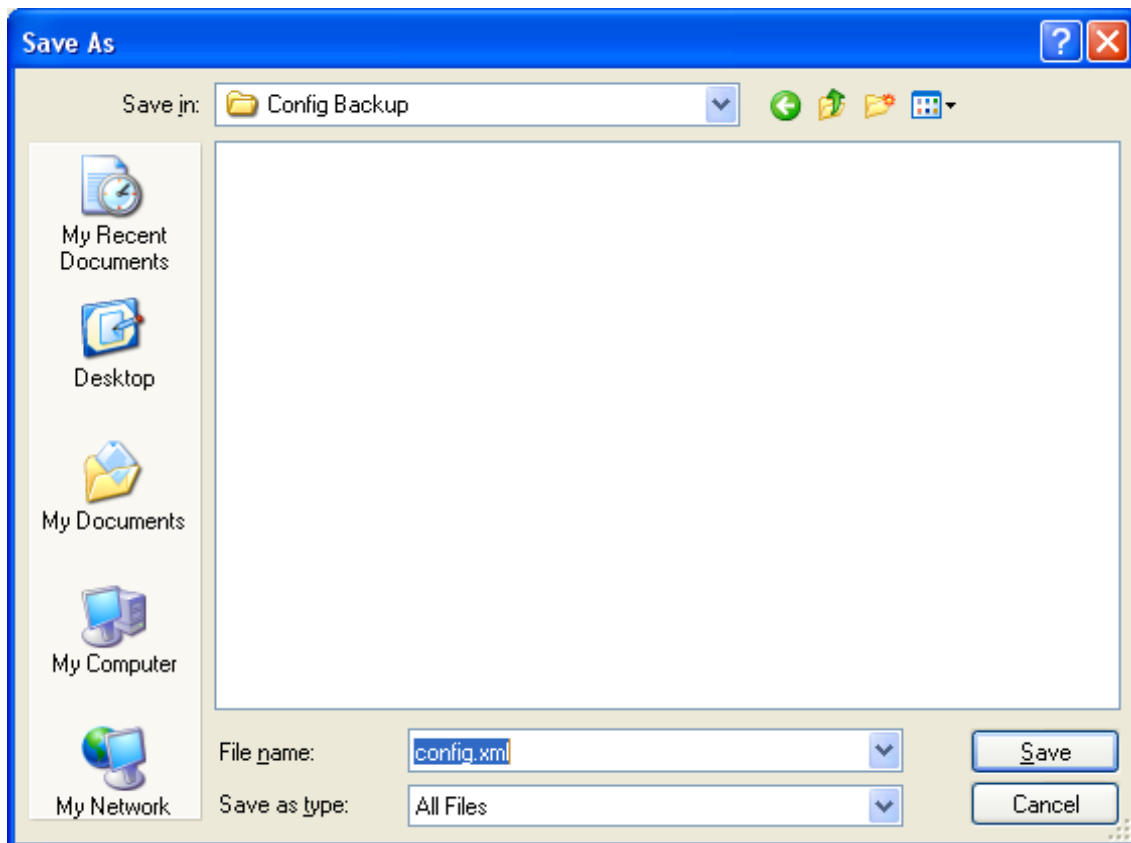 Save As
Save in: Config Backup
My Recent
Documents
Desktop
My Documents
My Computer
My Network
File name: config.xml Save
Save as type: All Files Cancel